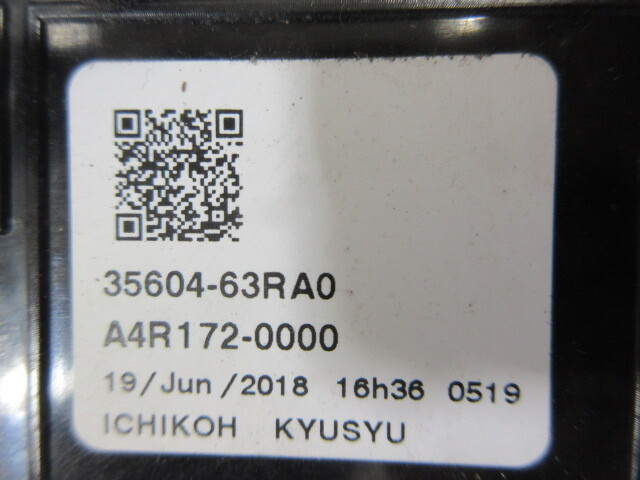 35604-63RA0
A4R172-0000
19/Jun/2018 16h36 0519
ICHIKOH KYUSYU